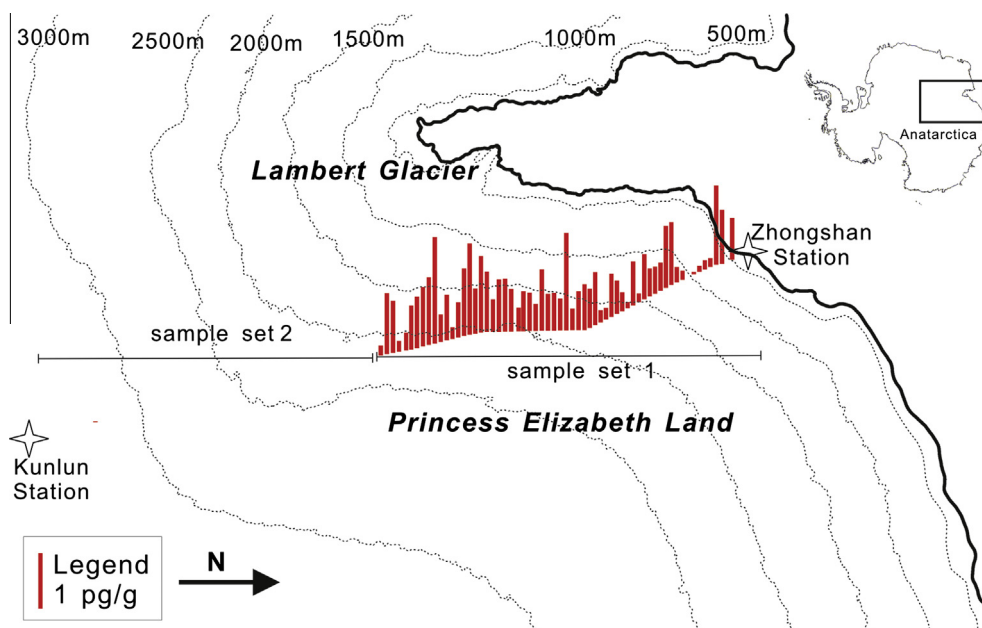 3000m
2500m
2000m
1500m
1000m
500m
Anatarctica
Lambert Glacier
Zhongshan
Station
sample set 2
sample set 1
Princess Elizabeth Land
Kunlun
Station
Legend
1 pg/g
N